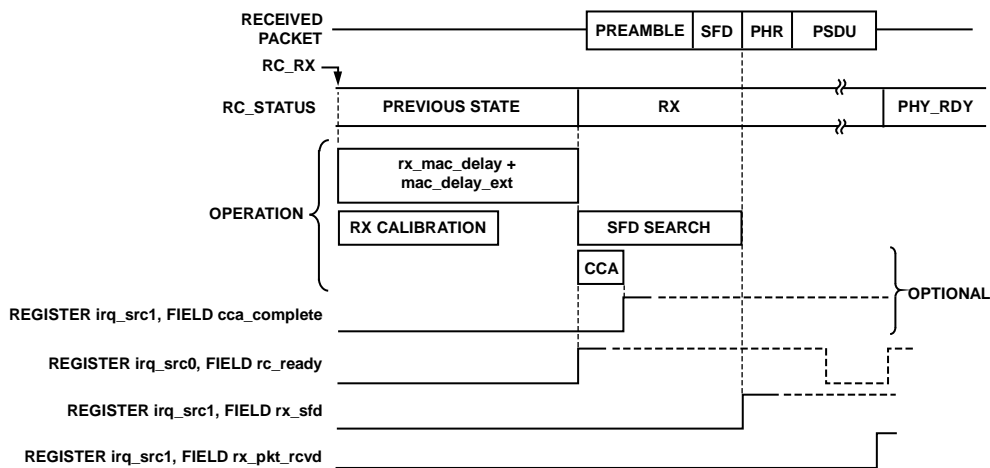 RECEIVED
PACKET
PREAMBLE SFD PHR PSDU
RC_RX
RC_STATUS PREVIOUS STATE RX PHY_RDY
rx_mac_delay +
mac_delay_ext
OPERATION
RX CALIBRATION SFD SEARCH
CCA
OPTIONAL
REGISTER irq_src1, FIELD cca_complete
REGISTER irq_src0, FIELD rc_ready
REGISTER irq_src1, FIELD rx_sfd
REGISTER irq_src1, FIELD rx_pkt_rcvd